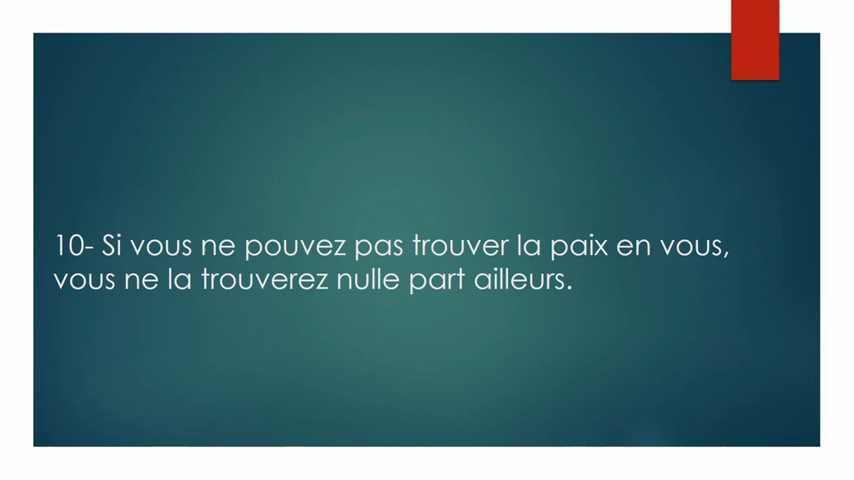 10- Si vous ne pouvez pas trouver la paix en vous,
vous ne la trouverez nulle part ailleurs.